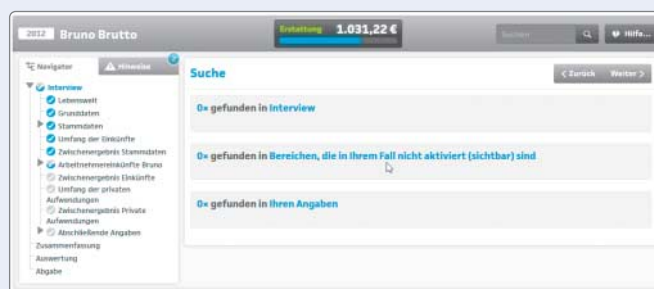 2012 Bruno Brutto
Erstattung 1.031,22 €
Suchen
Hilfe...
Navigator
Hinweise
Interview
Lebenswelt
Grunddaten
Stammdaten
Umfang der Einkünfte
Zwischenergebnis Stammdaten
Arbeitnehmereinkünfte Bruno
Zwischenergebnis Einkünfte
Umfang der privaten
Aufwendungen
Zwischenergebnis Private
Aufwendungen
Abschließende Angaben
Zusammenfassung
Auswertung
Abgabe
Suche
< Zurück Weiter >
0× gefunden in Interview
0× gefunden in Bereichen, die in Ihrem Fall nicht aktiviert (sichtbar) sind
0× gefunden in Ihren Angaben